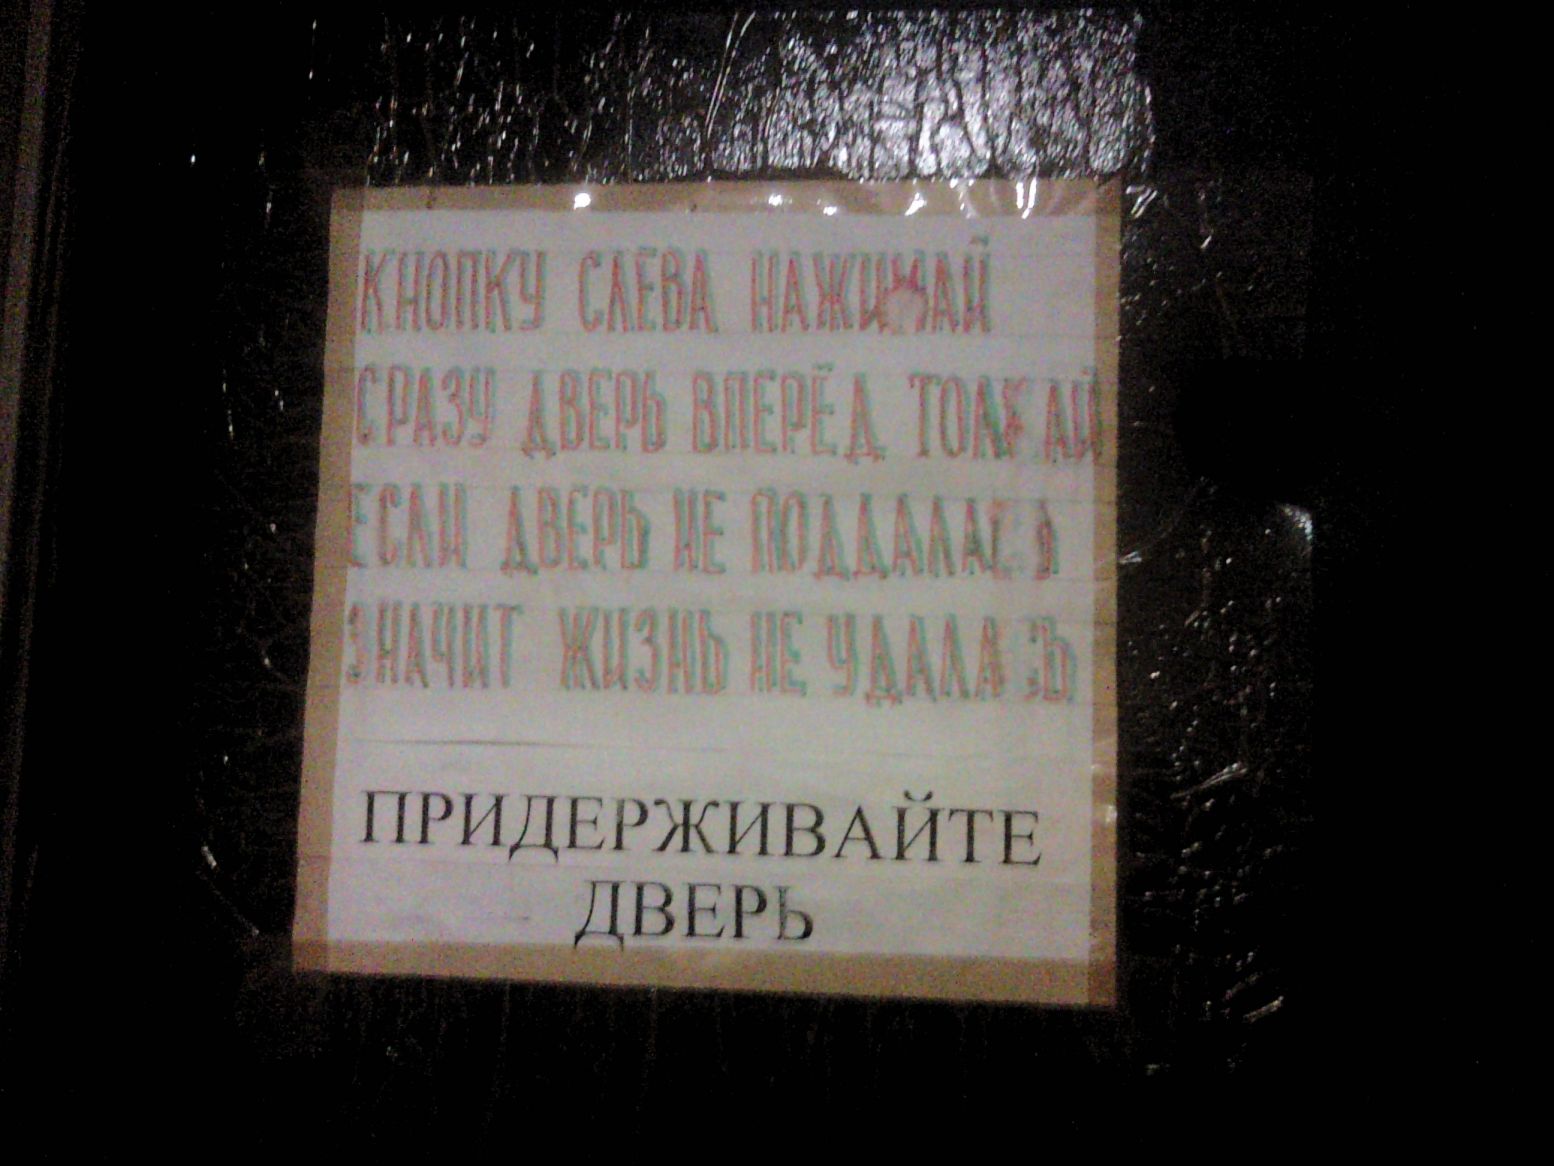 КНОПКУ СЛЕВА НАЖИМАЙ
СРАЗУ ДВЕРЬ ВПЕРЁД ТОЛКАЙ
ЕСЛИ ДВЕРЬ НЕ ПОДДАЛАСЬ
ЗНАЧИТ ЖИЗНЬ НЕ УДАЛАСЬ
ПРИДЕРЖИВАЙТЕ
ДВЕРЬ